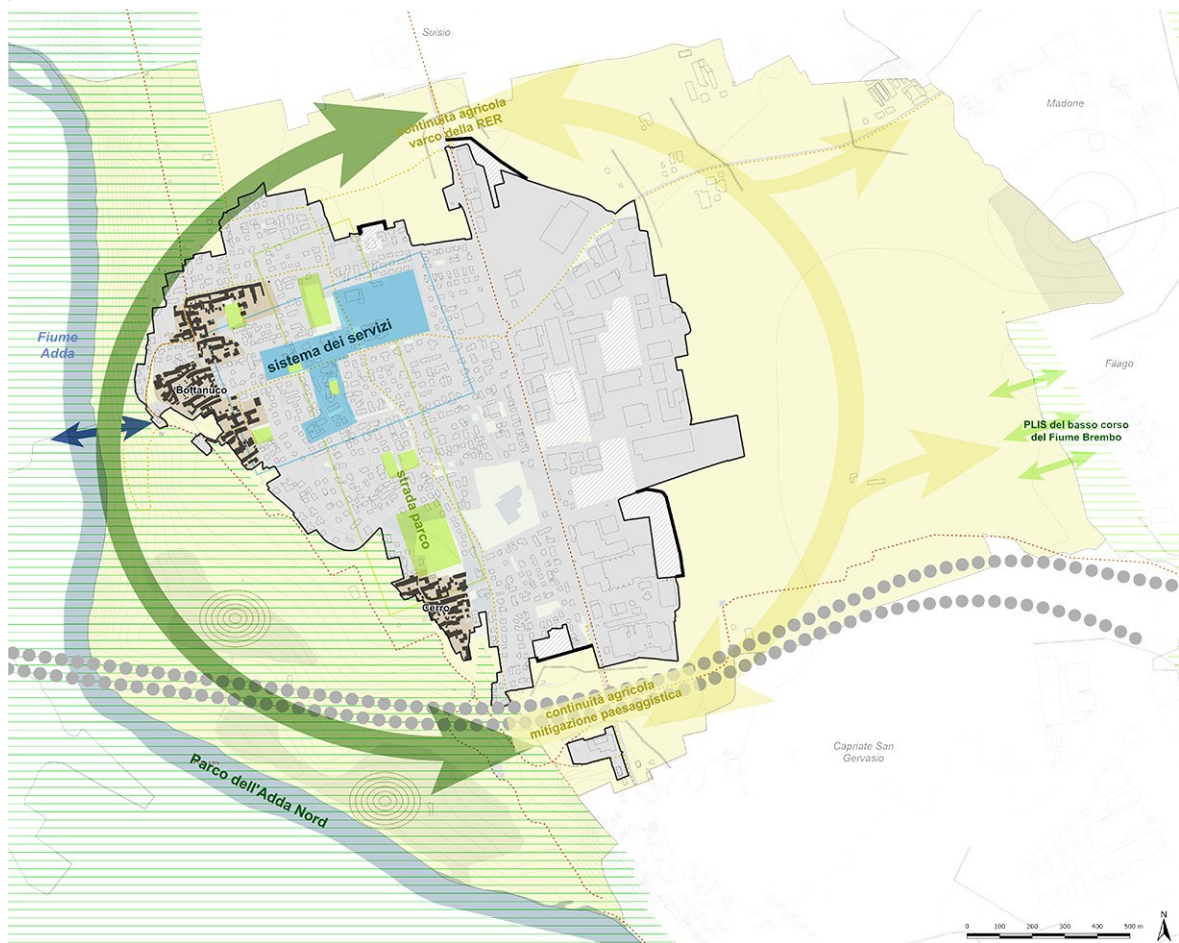 Suisio
Madone
continuità agricola
varco della RER
Fiume
Adda
sistema dei servizi
Bottanuco
Filago
PLIS del basso corso
del Fiume Brembo
strada parco
Cerro
continuità agricola
mitigazione paesaggistica
Capriate San
Gervasio
Parco dell'Adda Nord
N
0 100 200 300 400 500 m